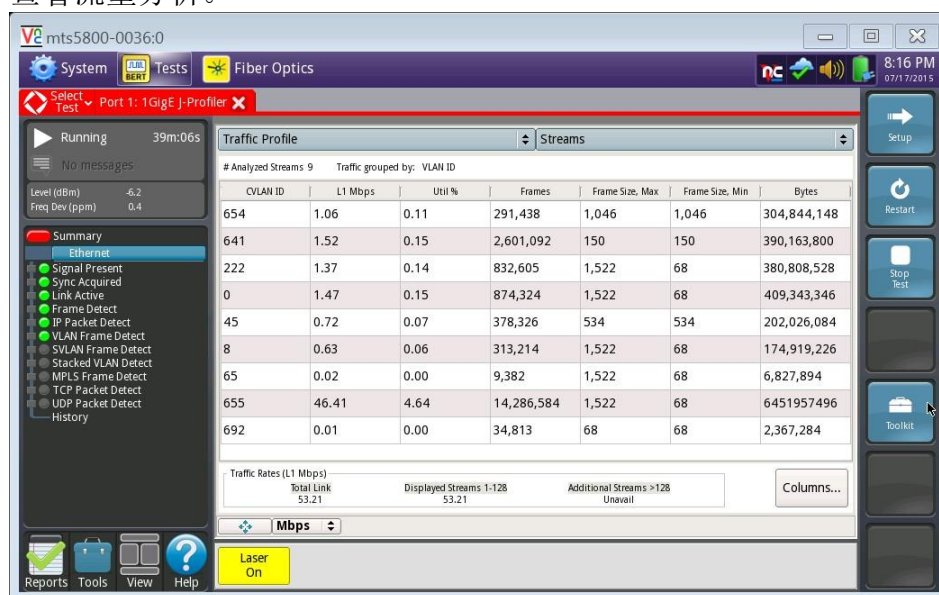 查看流量分析。
mts5800-0036:0
System
JUIL BERT
Tests
Fiber Optics
8:16 PM
07/17/2015
Select Test
Port 1: 1GigE J-Profiler
Running 39m:06s
No messages
Level (dBm) -6.2
Freq Dev (ppm) 0.4
Summary
Ethernet
Signal Present
Sync Acquired
Link Active
Frame Detect
IP Packet Detect
VLAN Frame Detect
SVLAN Frame Detect
Stacked VLAN Detect
MPLS Frame Detect
TCP Packet Detect
UDP Packet Detect
History
Reports
Tools
View
Help
Traffic Profile
Streams
# Analyzed Streams 9 Traffic grouped by: VLAN ID
CVLAN ID L1 Mbps Util % Frames Frame Size, Max Frame Size, Min Bytes
654 1.06 0.11 291,438 1,046 1,046 304,844,148
641 1.52 0.15 2,601,092 150 150 390,163,800
222 1.37 0.14 832,605 1,522 68 380,808,528
0 1.47 0.15 874,324 1,522 68 409,343,346
45 0.72 0.07 378,326 534 534 202,026,084
8 0.63 0.06 313,214 1,522 68 174,919,226
65 0.02 0.00 9,382 1,522 68 6,827,894
655 46.41 4.64 14,286,584 1,522 68 6451957496
692 0.01 0.00 34,813 68 68 2,367,284
Traffic Rates (L1 Mbps)
Total Link Displayed Streams 1-128 Additional Streams >128
53.21 53.21 Unavail
Columns...
Mbps
Laser
On
Setup
Restart
Stop
Test
Toolkit